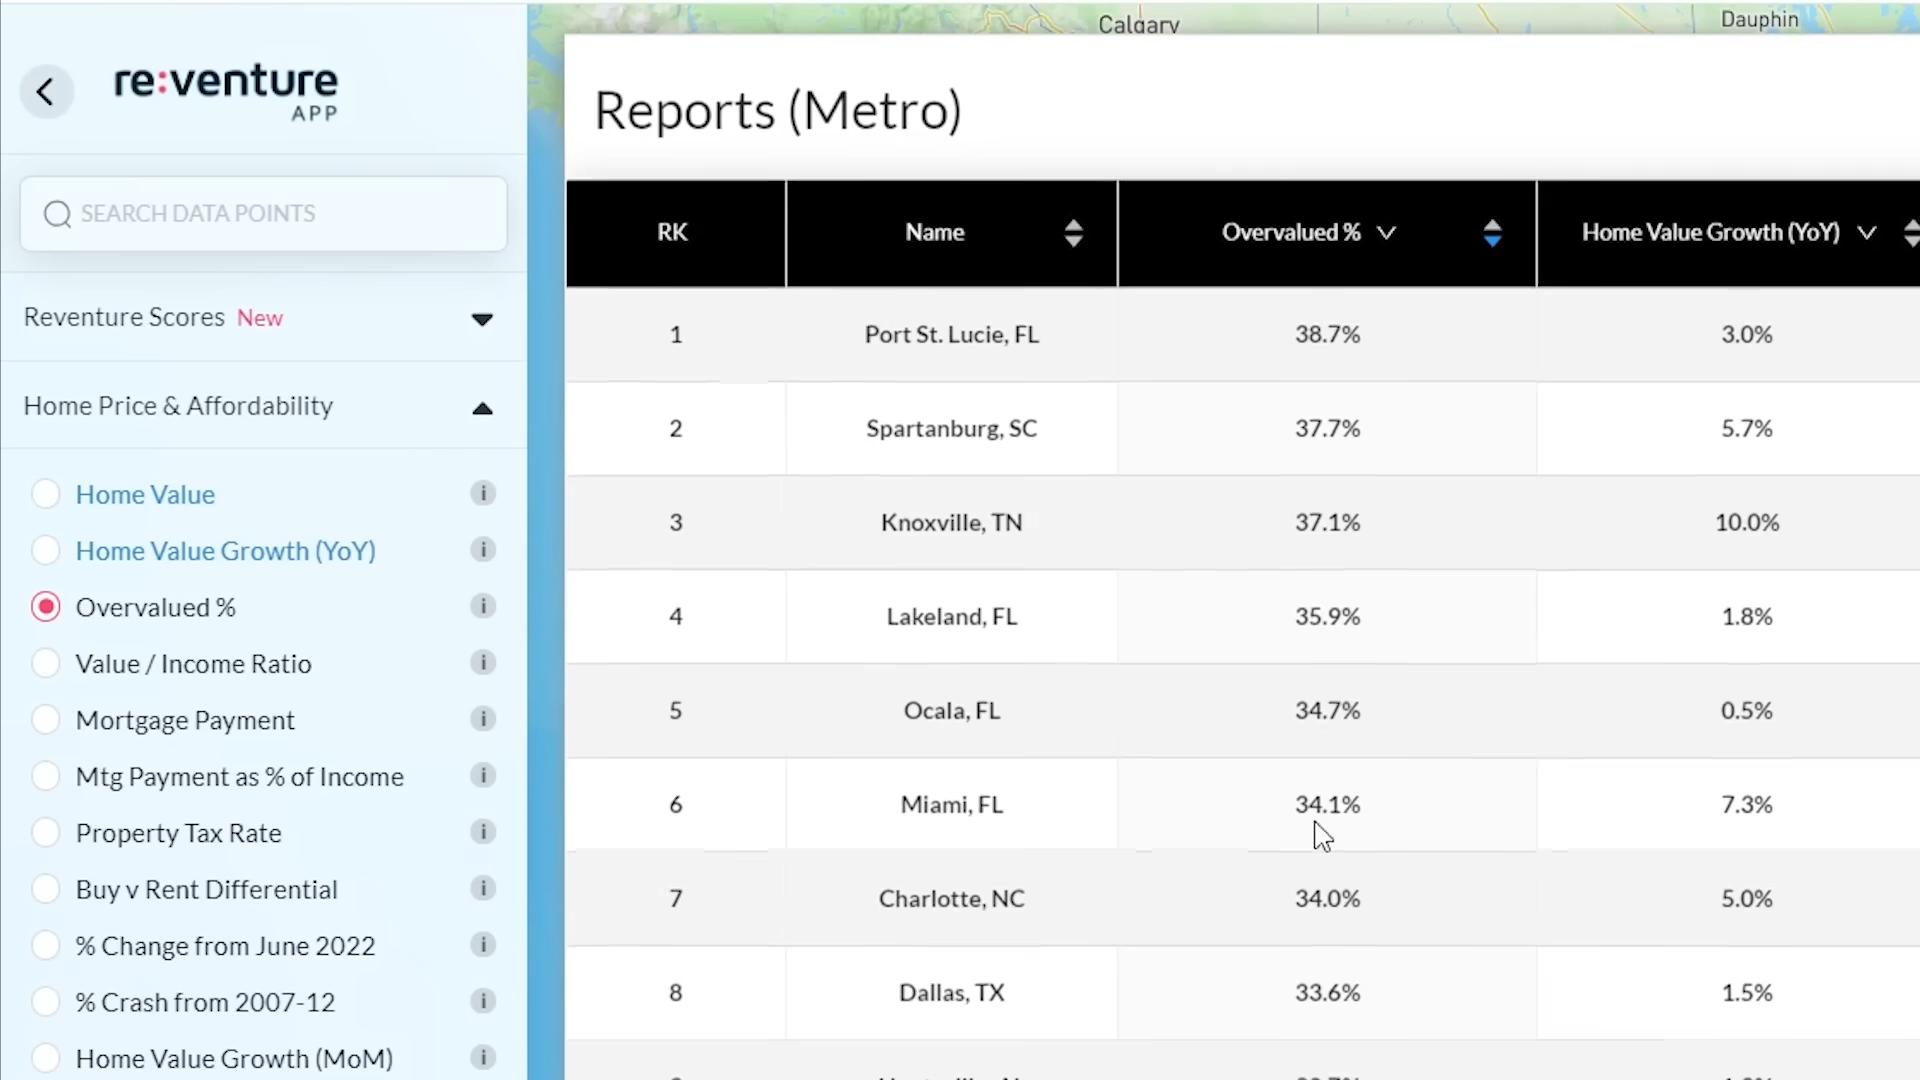 Calgary
Dauphin
re:venture
APP
Reports (Metro)
SEARCH DATA POINTS
Reventure Scores New
Home Price & Affordability
Home Value
Home Value Growth (YoY)
Overvalued %
Value / Income Ratio
Mortgage Payment
Mtg Payment as % of Income
Property Tax Rate
Buy v Rent Differential
% Change from June 2022
% Crash from 2007-12
Home Value Growth (MoM)
RK Name Overvalued % Home Value Growth (YoY)
1 Port St. Lucie, FL 38.7% 3.0%
2 Spartanburg, SC 37.7% 5.7%
3 Knoxville, TN 37.1% 10.0%
4 Lakeland, FL 35.9% 1.8%
5 Ocala, FL 34.7% 0.5%
6 Miami, FL 34.1% 7.3%
7 Charlotte, NC 34.0% 5.0%
8 Dallas, TX 33.6% 1.5%